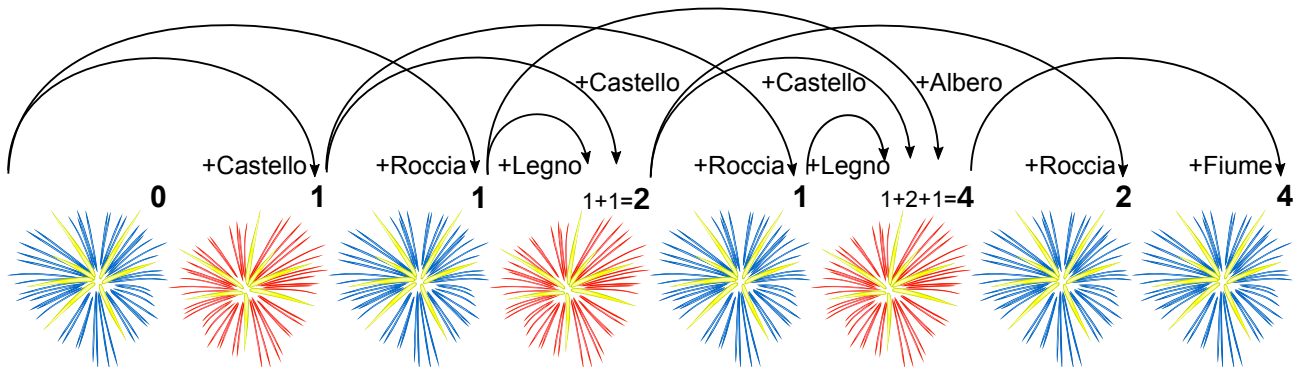 +Castello +Castello +Albero
+Castello +Roccia +Legno +Roccia +Legno +Roccia +Fiume
0 1 1 1+1=2 1 1+2+1=4 2 4